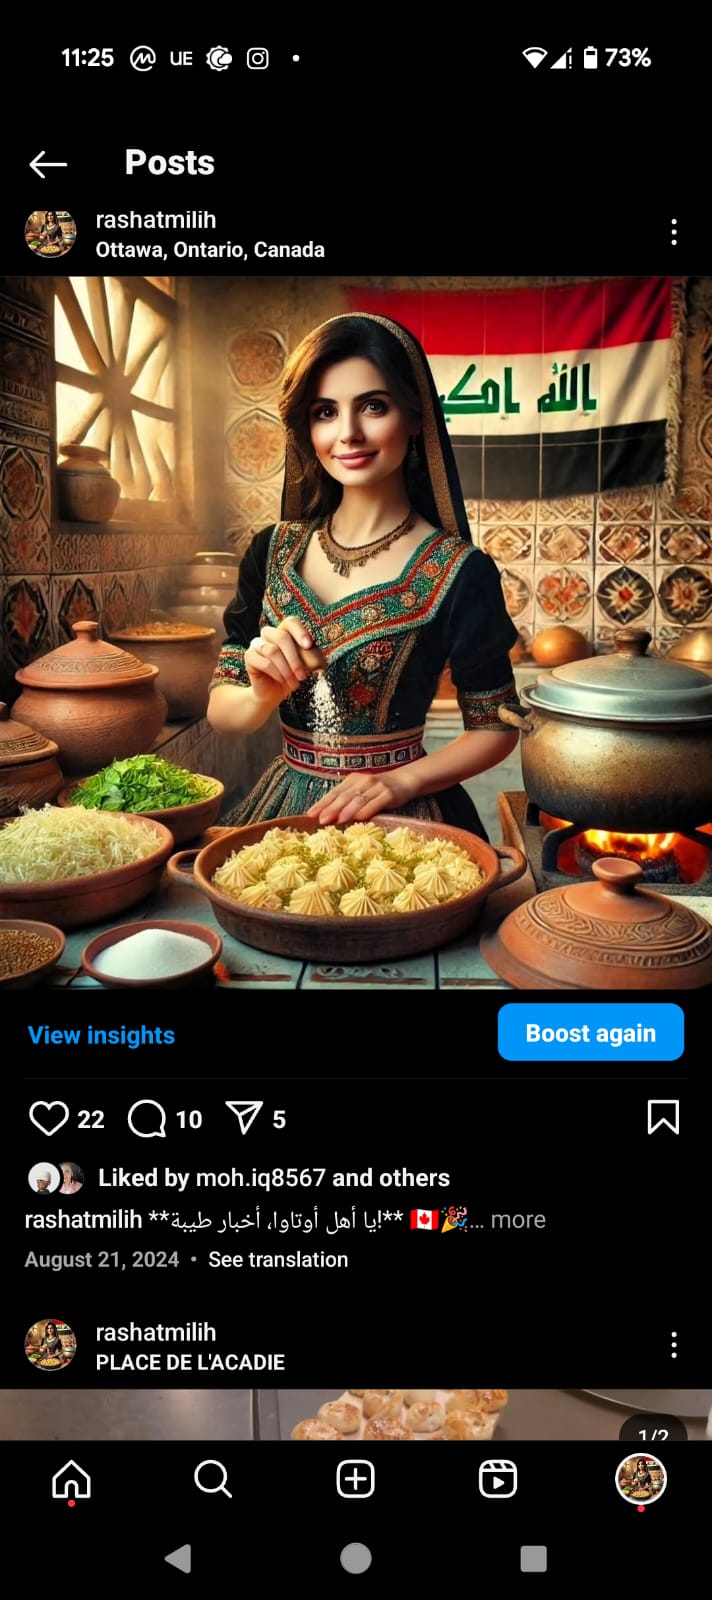 11:25 UE 73%
Posts
rashatmilih
Ottawa, Ontario, Canada
الله
View insights
Boost again
22 10 5
Liked by moh.iq8567 and others
rashatmilih **يا أهل أوتاوا، أخبار طيبة!** 🇨🇦🎉... more
August 21, 2024 • See translation
rashatmilih
PLACE DE L'ACADIE
1/2